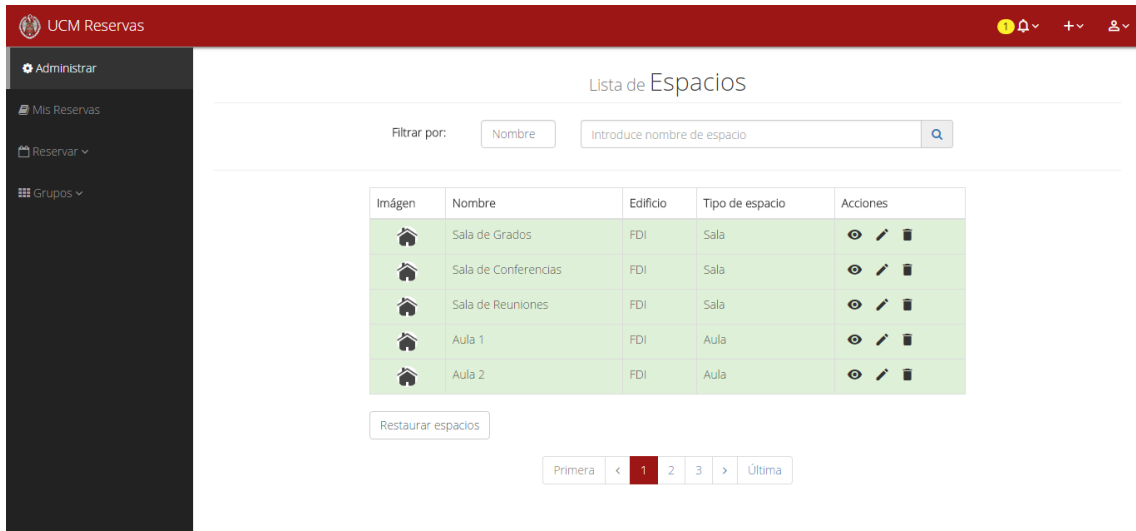 UCM Reservas
1
Administrar
Mis Reservas
Reservar
Grupos
Lista de Espacios
Filtrar por: Nombre Introduce nombre de espacio
Imágen Nombre Edificio Tipo de espacio Acciones
Sala de Grados FDI Sala
Sala de Conferencias FDI Sala
Sala de Reuniones FDI Sala
Aula 1 FDI Aula
Aula 2 FDI Aula
Restaurar espacios
Primera < 1 2 3 > Última